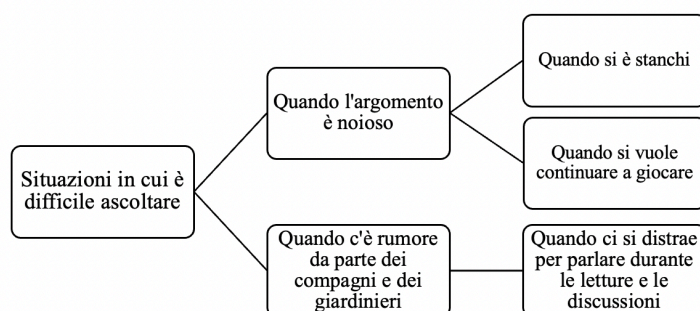 Situazioni in cui è
difficile ascoltare
Quando l'argomento
è noioso
Quando si è stanchi
Quando si vuole
continuare a giocare
Quando c'è rumore
da parte dei
compagni e dei
giardinieri
Quando ci si distrae
per parlare durante
le letture e le
discussioni